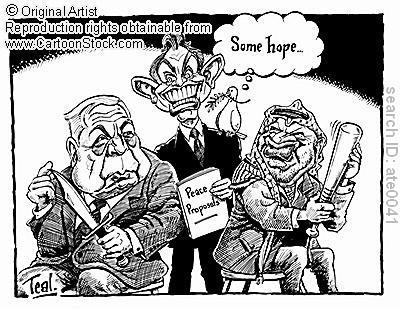 © Original Artist
Reproduction rights obtainable from
www.CartoonStock.com
Some hope...
Peace
Proposals
Teal.
search ID: ate0041